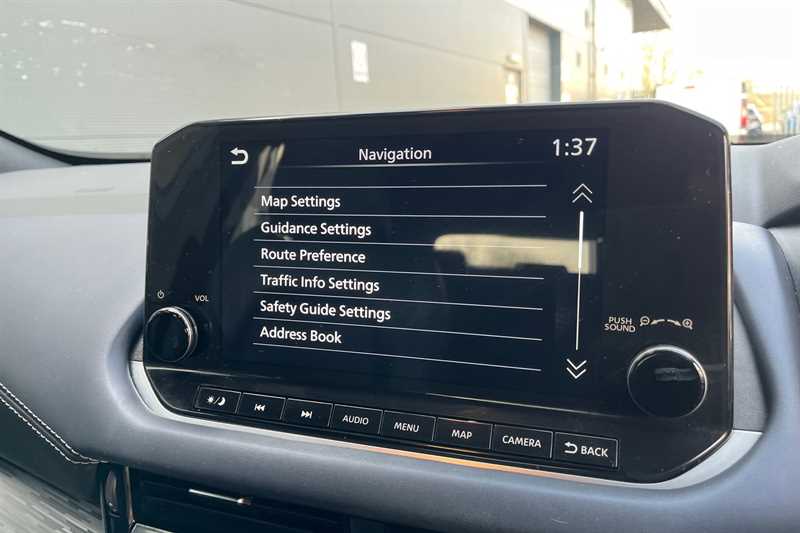 Navigation
1:37
Map Settings
Guidance Settings
Route Preference
Traffic Info Settings
Safety Guide Settings
Address Book
VOL
PUSH
SOUND
AUDIO
MENU
MAP
CAMERA
BACK